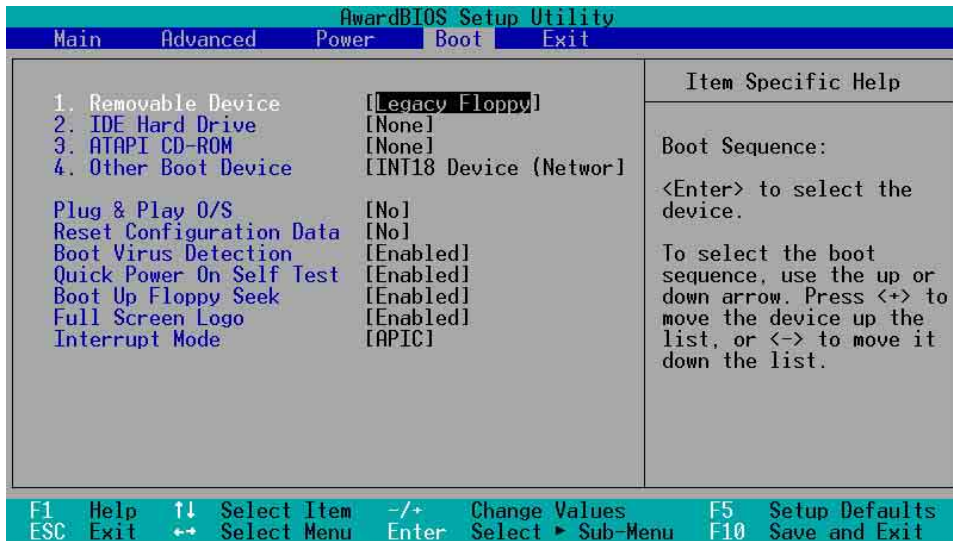 AwardBIOS Setup Utility
Main Advanced Power Boot Exit
1. Removable Device [Legacy Floppy]
2. IDE Hard Drive [None]
3. ATAPI CD-ROM [None]
4. Other Boot Device [INT18 Device (Networ]
Plug & Play O/S [No]
Reset Configuration Data [No]
Boot Virus Detection [Enabled]
Quick Power On Self Test [Enabled]
Boot Up Floppy Seek [Enabled]
Full Screen Logo [Enabled]
Interrupt Mode [APIC]
Item Specific Help
Boot Sequence:
<Enter> to select the
device.
To select the boot
sequence, use the up or
down arrow. Press <+> to
move the device up the
list, or <-> to move it
down the list.
F1 Help ↑↓ Select Item -/+ Change Values F5 Setup Defaults
ESC Exit ←→ Select Menu Enter Select ► Sub-Menu F10 Save and Exit